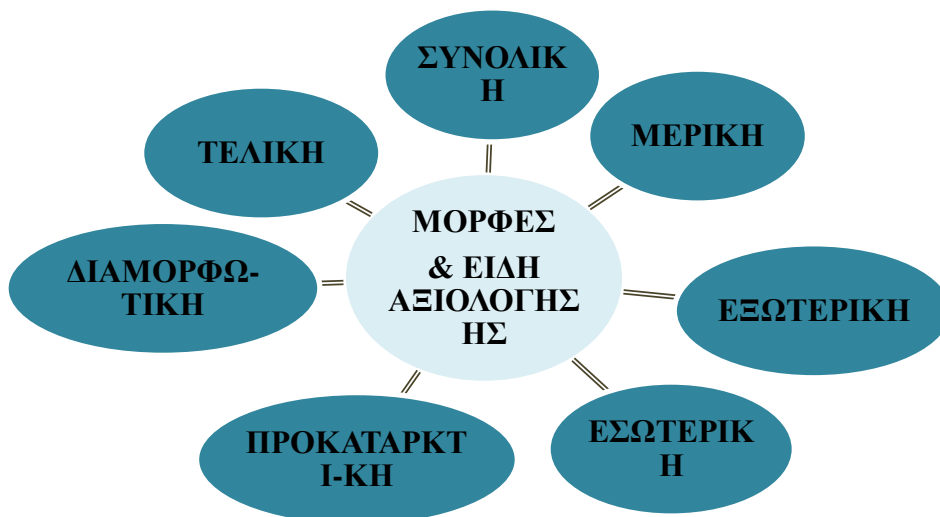 ΣΥΝΟΛΙΚ
Η
ΜΕΡΙΚΗ
ΤΕΛΙΚΗ
ΜΟΡΦΕΣ
& ΕΙΔΗ
ΑΞΙΟΛΟΓΗΣ
ΗΣ
ΔΙΑΜΟΡΦΩ-
ΤΙΚΗ
ΕΞΩΤΕΡΙΚΗ
ΠΡΟΚΑΤΑΡΚΤ
Ι-ΚΗ
ΕΣΩΤΕΡΙΚ
Η